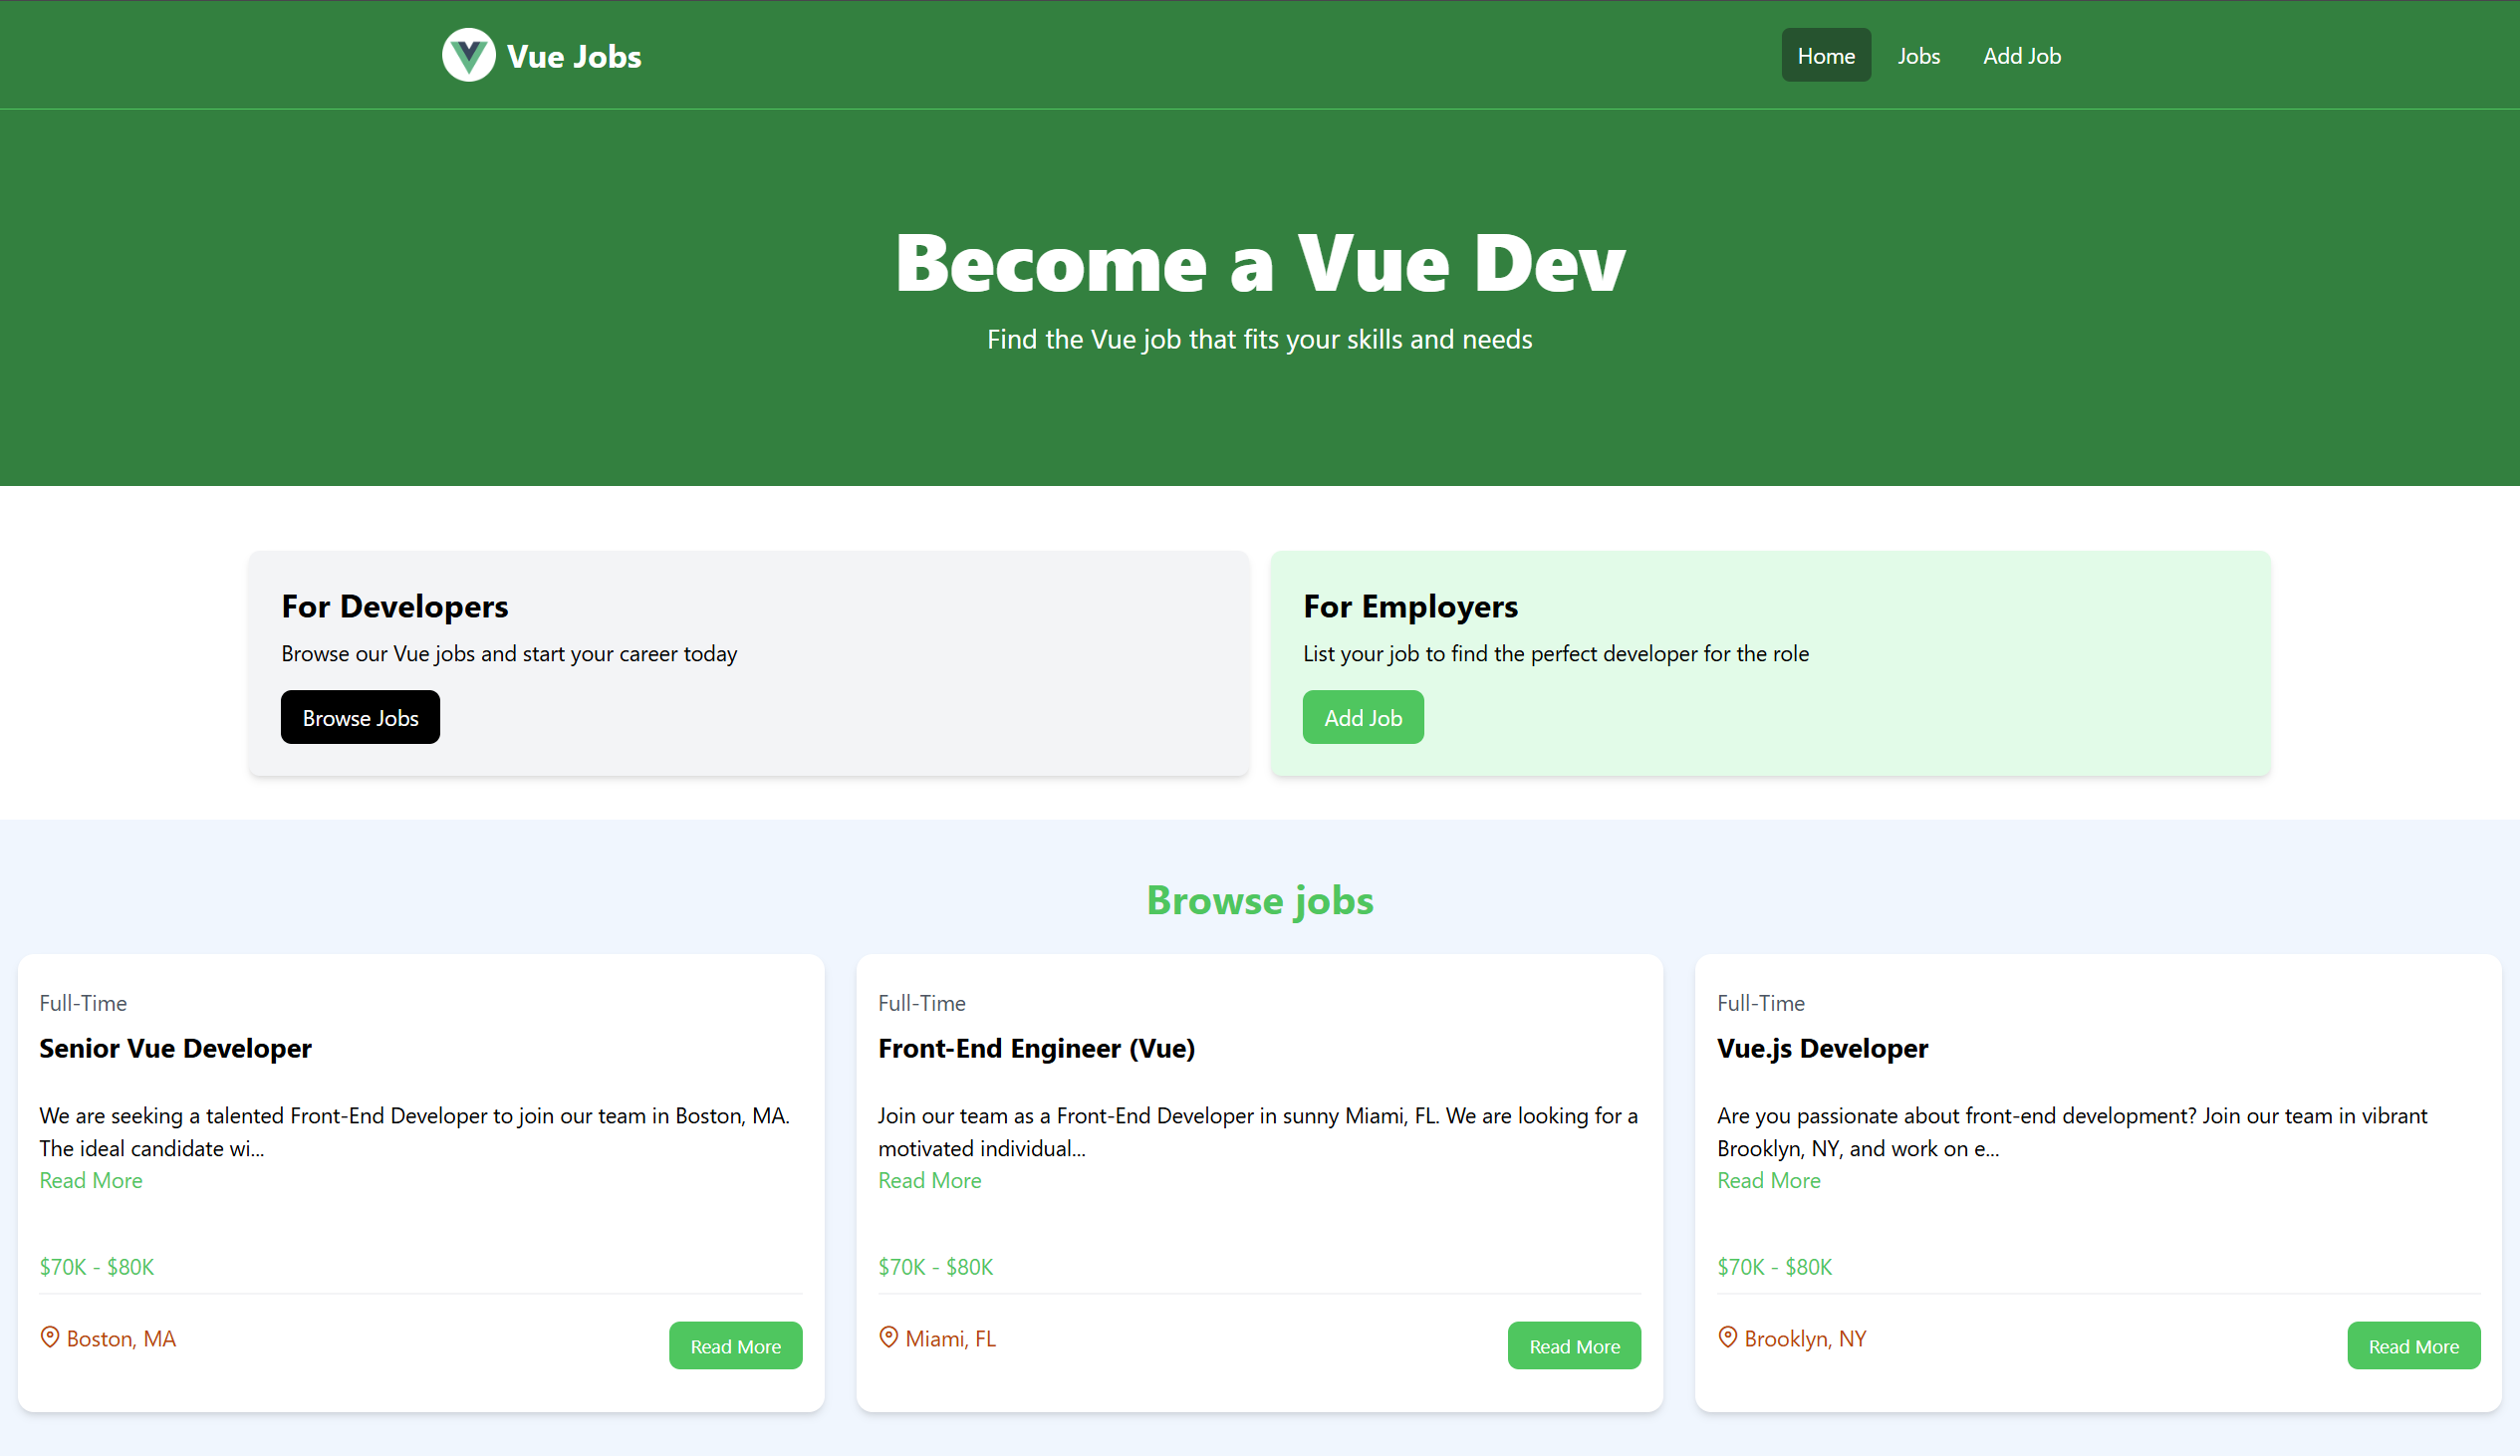 Vue Jobs
Home
Jobs
Add Job
Become a Vue Dev
Find the Vue job that fits your skills and needs
For Developers
Browse our Vue jobs and start your career today
Browse Jobs
For Employers
List your job to find the perfect developer for the role
Add Job
Browse jobs
Full-Time
Senior Vue Developer
We are seeking a talented Front-End Developer to join our team in Boston, MA.
The ideal candidate wi...
Read More
$70K - $80K
Boston, MA
Read More
Full-Time
Front-End Engineer (Vue)
Join our team as a Front-End Developer in sunny Miami, FL. We are looking for a
motivated individual...
Read More
$70K - $80K
Miami, FL
Read More
Full-Time
Vue.js Developer
Are you passionate about front-end development? Join our team in vibrant
Brooklyn, NY, and work on e...
Read More
$70K - $80K
Brooklyn, NY
Read More